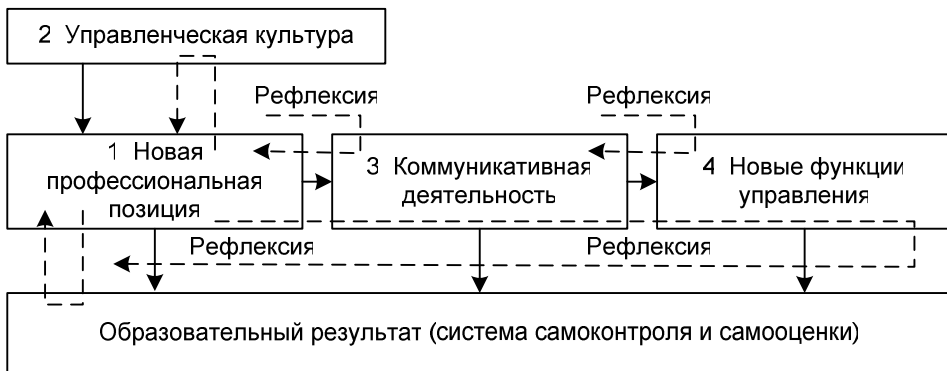 2 Управленческая культура
Рефлексия
Рефлексия
1 Новая
профессиональная
позиция
3 Коммуникативная
деятельность
4 Новые функции
управления
Рефлексия
Рефлексия
Образовательный результат (система самоконтроля и самооценки)